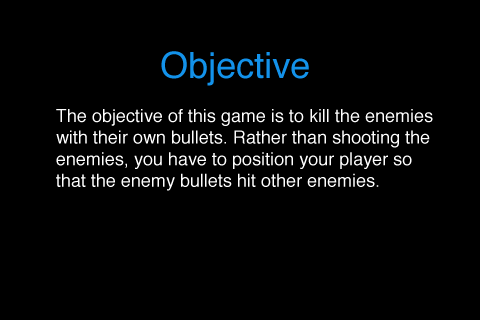 Objective
The objective of this game is to kill the enemies
with their own bullets. Rather than shooting the
enemies, you have to position your player so
that the enemy bullets hit other enemies.